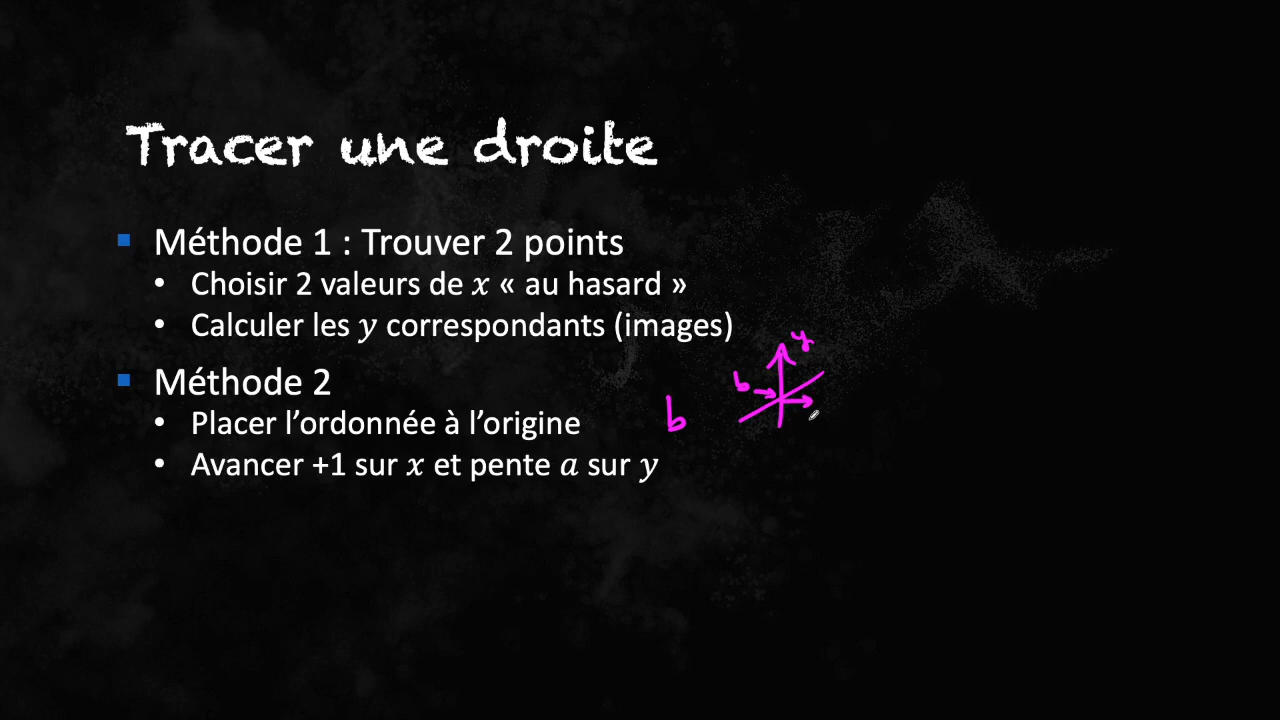 Tracer une droite
Méthode 1 : Trouver 2 points
Choisir 2 valeurs de x « au hasard »
Calculer les y correspondants (images)
y
b
Méthode 2
Placer l’ordonnée à l’origine
b
Avancer +1 sur x et pente a sur y